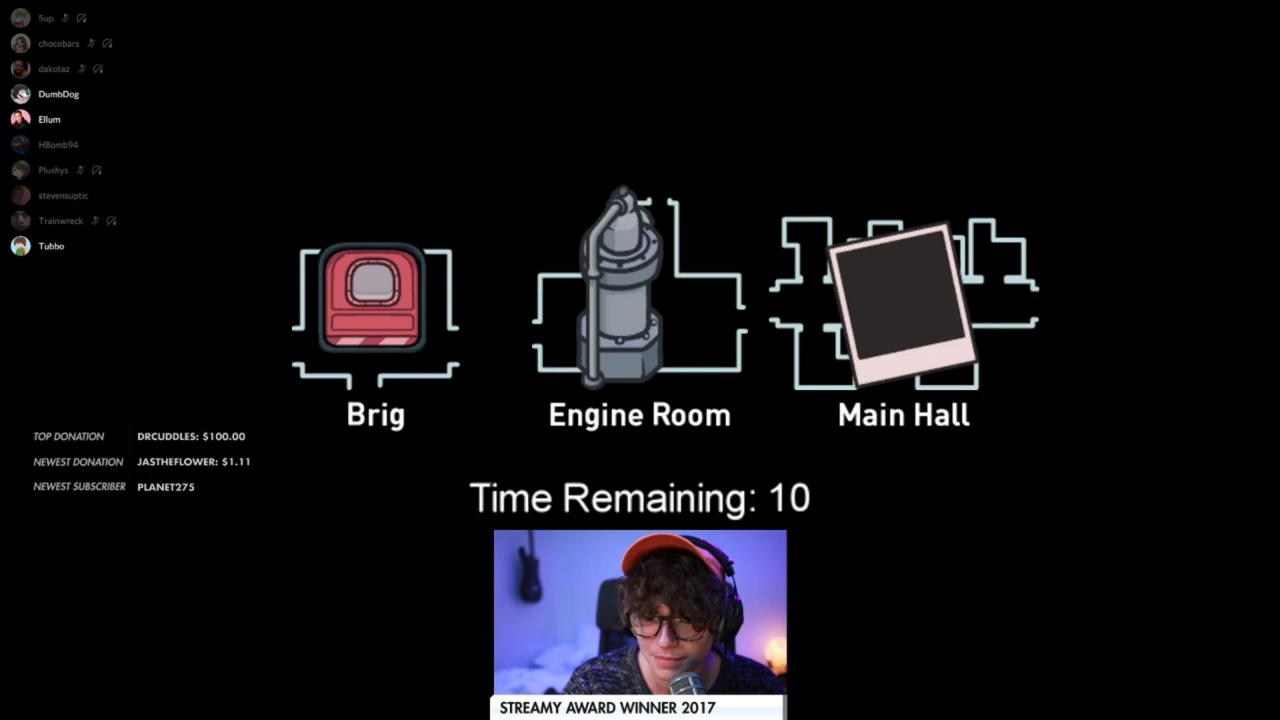 5up
chocobars
dakotaz
DumbDog
Ellum
HBomb94
Plushys
stevensuptic
Trainwreck
Tubbo
Brig
Engine Room
Main Hall
TOP DONATION DRCUDDLES: $100.00
NEWEST DONATION JASTHEFLOWER: $1.11
NEWEST SUBSCRIBER PLANET275
Time Remaining: 10
STREAMY AWARD WINNER 2017